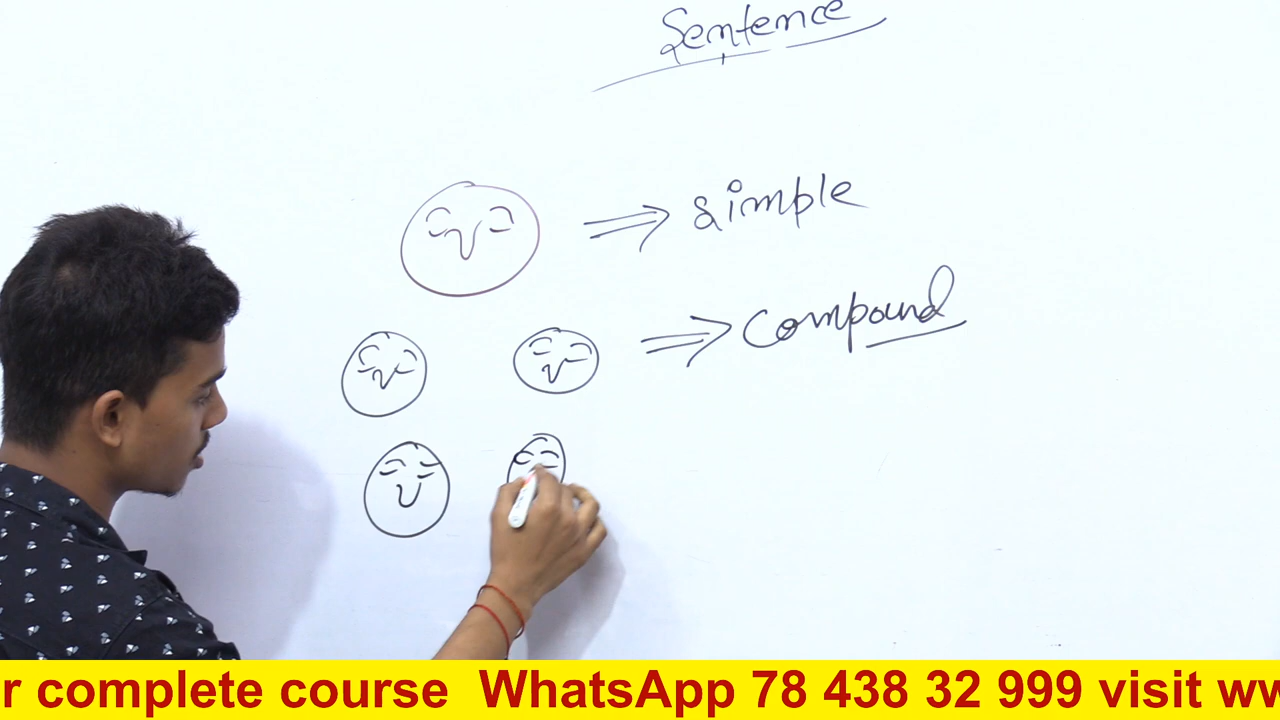 Sentence
⇒ simple
⇒ compound
r complete course WhatsApp 78 438 32 999 visit ww